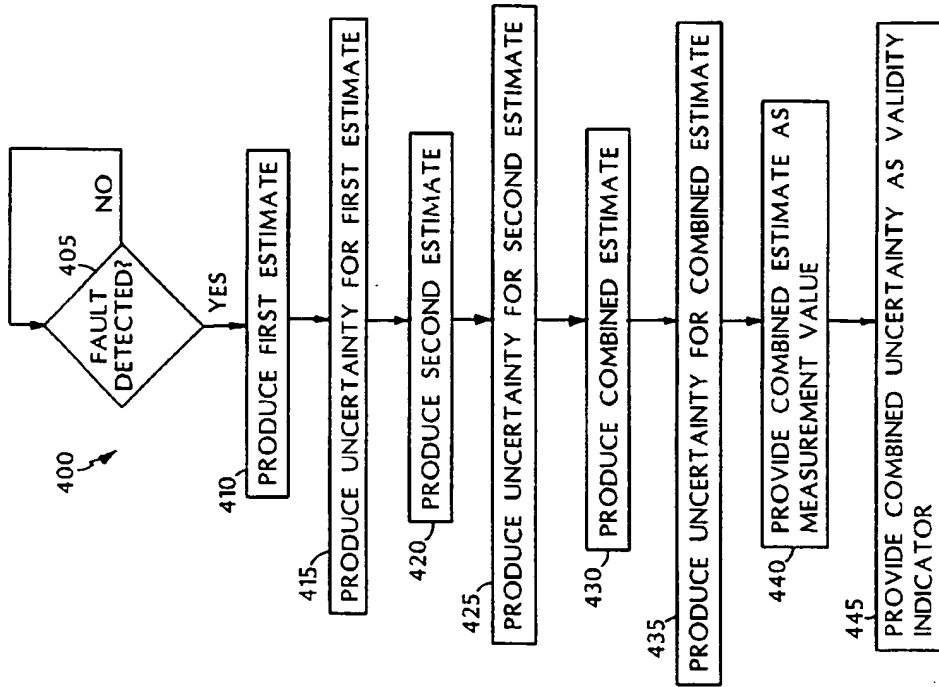 400
FAULT
DETECTED?
405
NO
YES
410
PRODUCE FIRST ESTIMATE
415
PRODUCE UNCERTAINTY FOR FIRST ESTIMATE
420
PRODUCE SECOND ESTIMATE
425
PRODUCE UNCERTAINTY FOR SECOND ESTIMATE
430
PRODUCE COMBINED ESTIMATE
435
PRODUCE UNCERTAINTY FOR COMBINED ESTIMATE
440
PROVIDE COMBINED ESTIMATE AS
MEASUREMENT VALUE
445
PROVIDE COMBINED UNCERTAINTY AS VALIDITY
INDICATOR